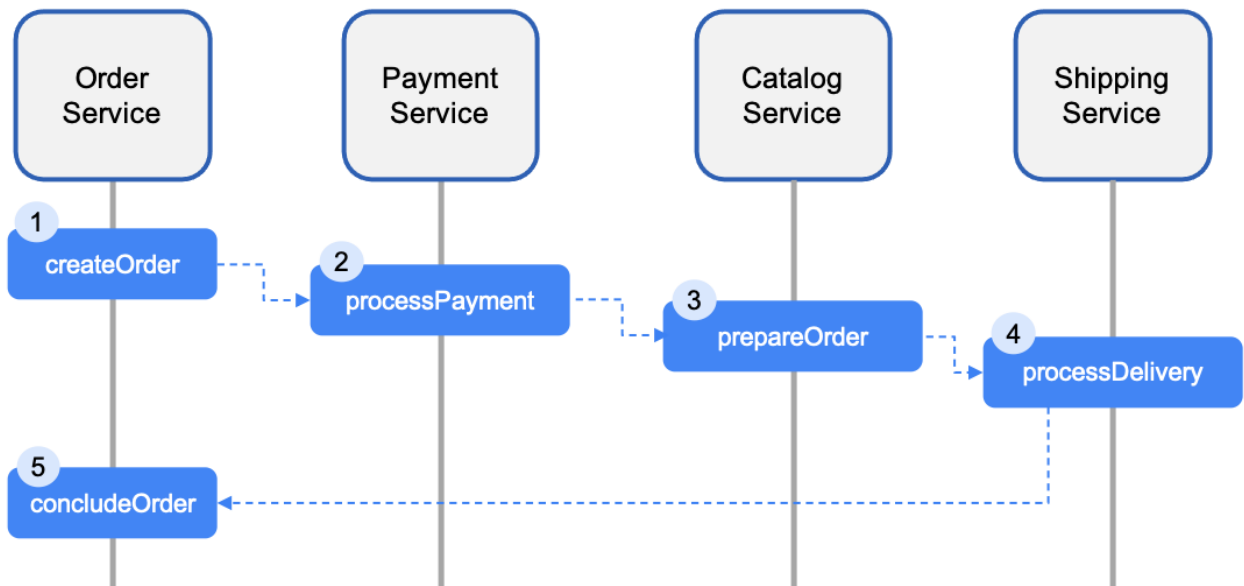 Order
Service
Payment
Service
Catalog
Service
Shipping
Service
1
createOrder
2
processPayment
3
prepareOrder
4
processDelivery
5
concludeOrder